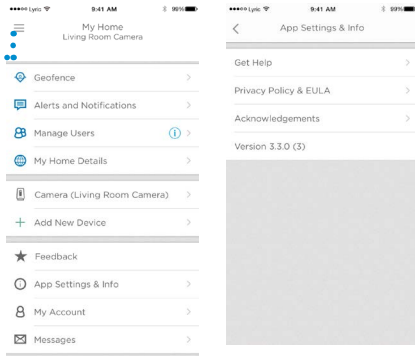 Lyric
9:41 AM
99%
My Home
Living Room Camera
Geofence
Alerts and Notifications
Manage Users
My Home Details
Camera (Living Room Camera)
Add New Device
Feedback
App Settings & Info
My Account
Messages
Lyric
9:41 AM
99%
App Settings & Info
Get Help
Privacy Policy & EULA
Acknowledgements
Version 3.3.0 (3)